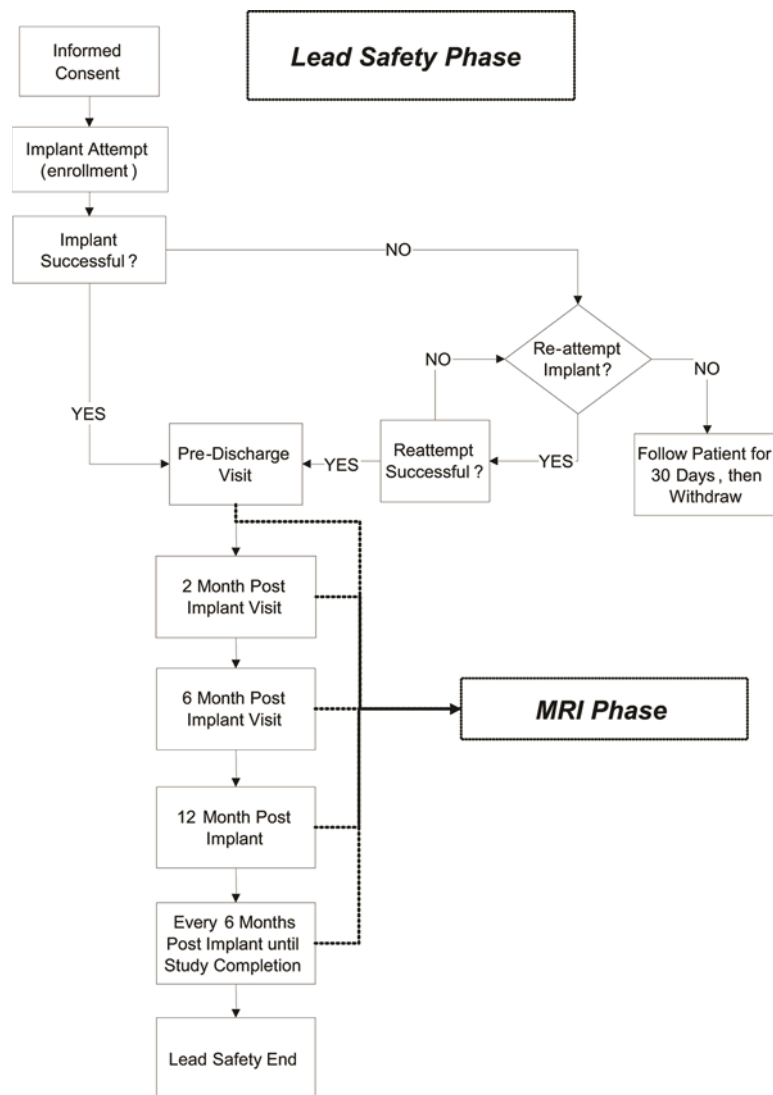 Informed
Consent
Lead Safety Phase
Implant Attempt
(enrollment)
Implant
Successful?
NO
Re-attempt
Implant?
NO
NO
YES
Pre-Discharge
Visit
YES
Reattempt
Successful?
YES
Follow Patient for
30 Days, then
Withdraw
2 Month Post
Implant Visit
6 Month Post
Implant Visit
MRI Phase
12 Month Post
Implant
Every 6 Months
Post Implant until
Study Completion
Lead Safety End